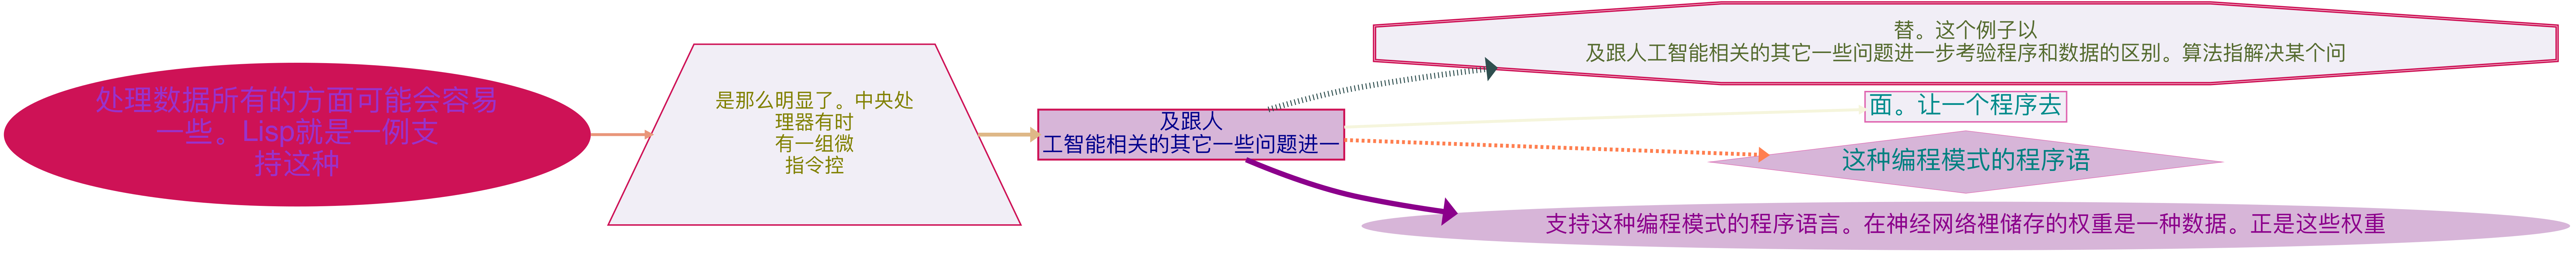 处理数据所有的方面可能会容易
一些。Lisp就是一例支
持这种
是那么明显了。中央处
理器有时
有一组微
指令控
及跟人
工智能相关的其它一些问题进一
替。这个例子以
及跟人工智能相关的其它一些问题进一步考验程序和数据的区别。算法指解决某个问
面。让一个程序去
这种编程模式的程序语
支持这种编程模式的程序语言。在神经网络裡储存的权重是一种数据。正是这些权重